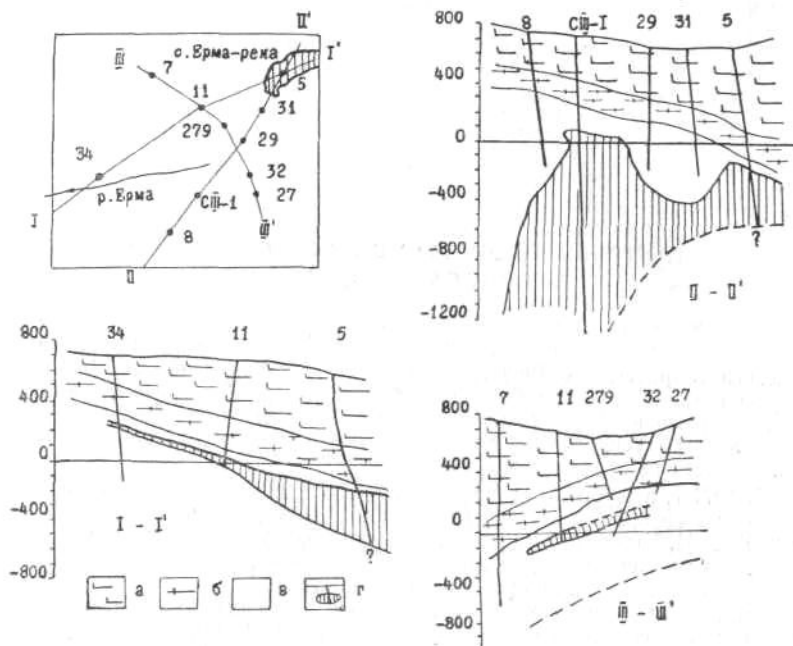 II'
I'
о. Ерма-река
III
7
5
11
31
279
29
34
32
р. Ерма
27
СIII-1
I
III'
8
II
8 СIII-I 29 31 5
800
400
0
-400
-800
-1200
?
II - II'
34 11 5
800
400
0
-400
-800
?
I - I'
а б в г
7 11 279 32 27
800
400
0
-400
-800
III - III'